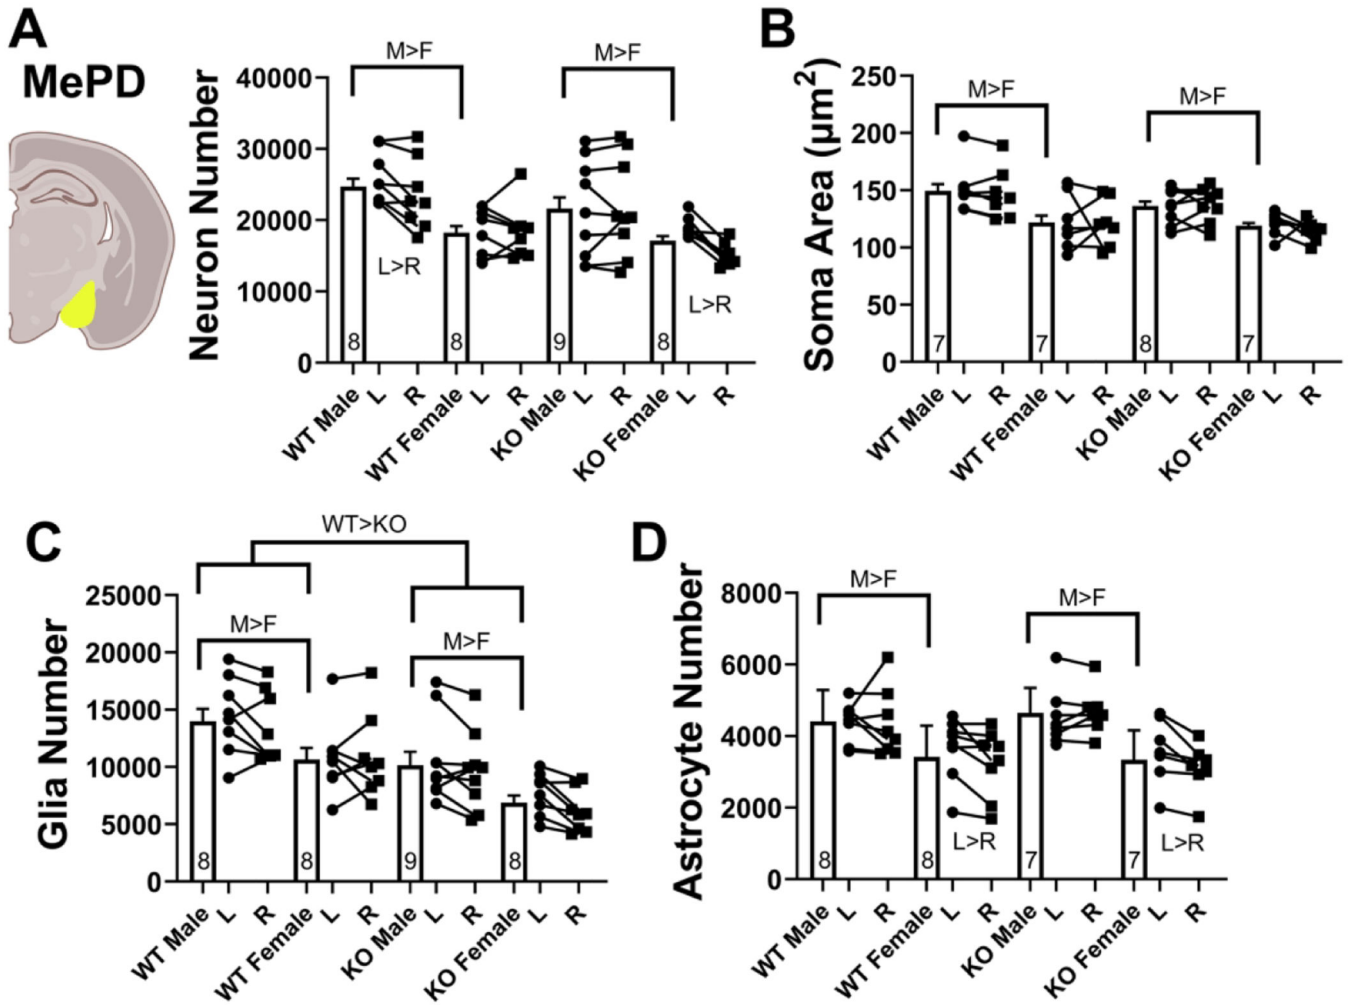 A
MePD
Neuron Number
40000
30000
20000
10000
0
M>F
M>F
L>R
L>R
8
8
9
8
WT Male
L
R
WT Female
L
R
KO Male
L
R
KO Female
L
R
B
Soma Area (µm²)
250
200
150
100
50
0
M>F
M>F
7
7
8
7
WT Male
L
R
WT Female
L
R
KO Male
L
R
KO Female
L
R
C
Glia Number
25000
20000
15000
10000
5000
0
WT>KO
M>F
M>F
8
8
9
8
WT Male
L
R
WT Female
L
R
KO Male
L
R
KO Female
L
R
D
Astrocyte Number
8000
6000
4000
2000
0
M>F
M>F
L>R
L>R
8
8
7
7
WT Male
L
R
WT Female
L
R
KO Male
L
R
KO Female
L
R